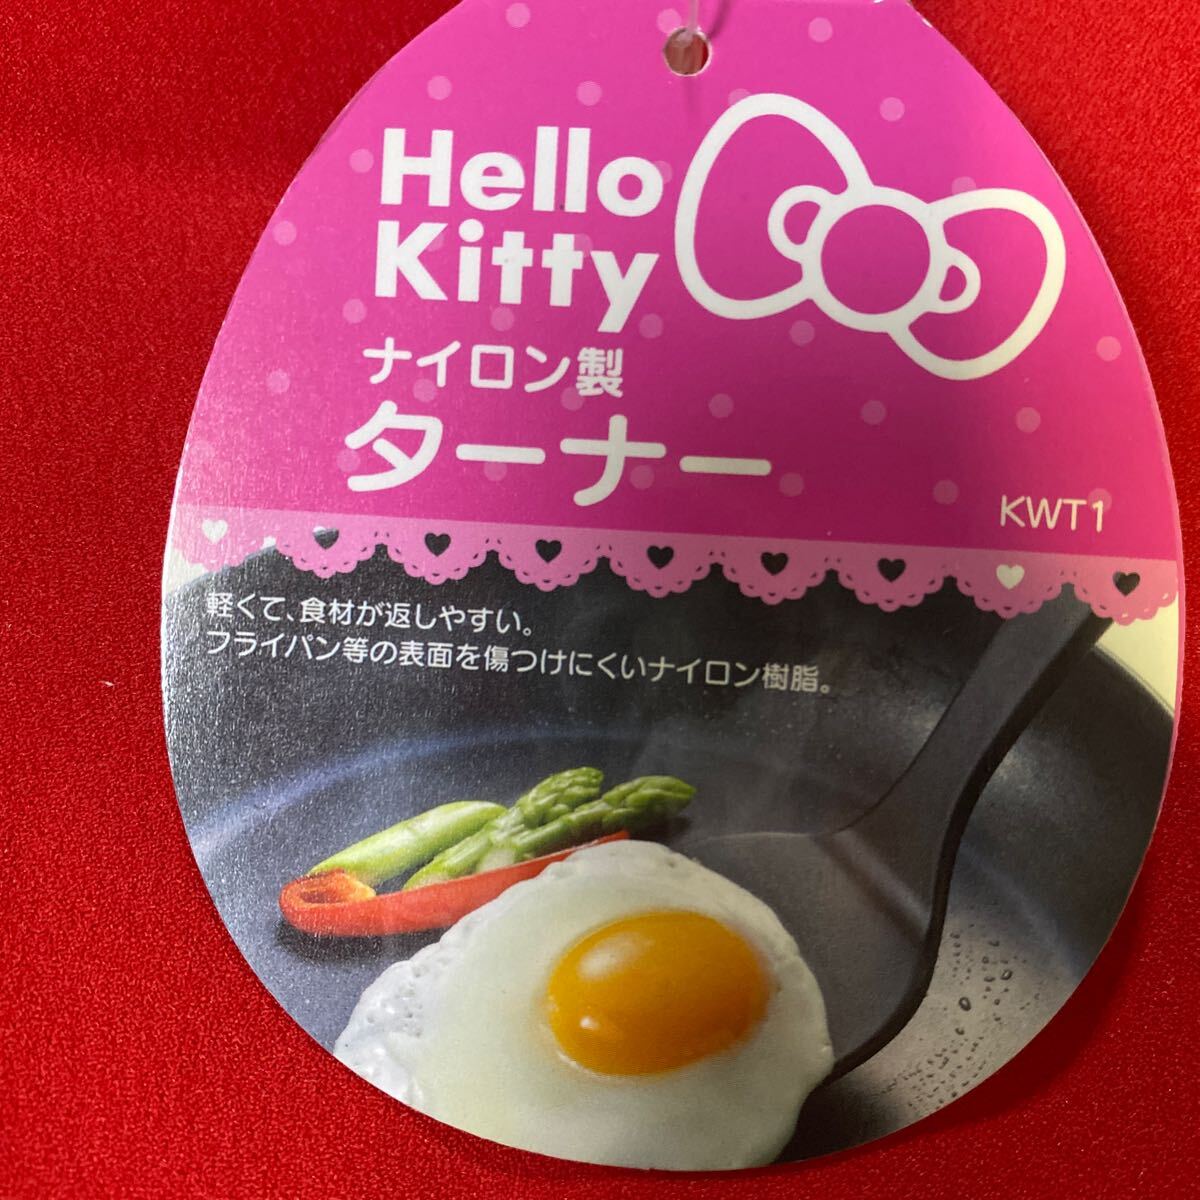 Hello
Kitty
ナイロン製
ターナー
KWT1
軽くて、食材が返しやすい。
フライパン等の表面を傷つけにくいナイロン樹脂。